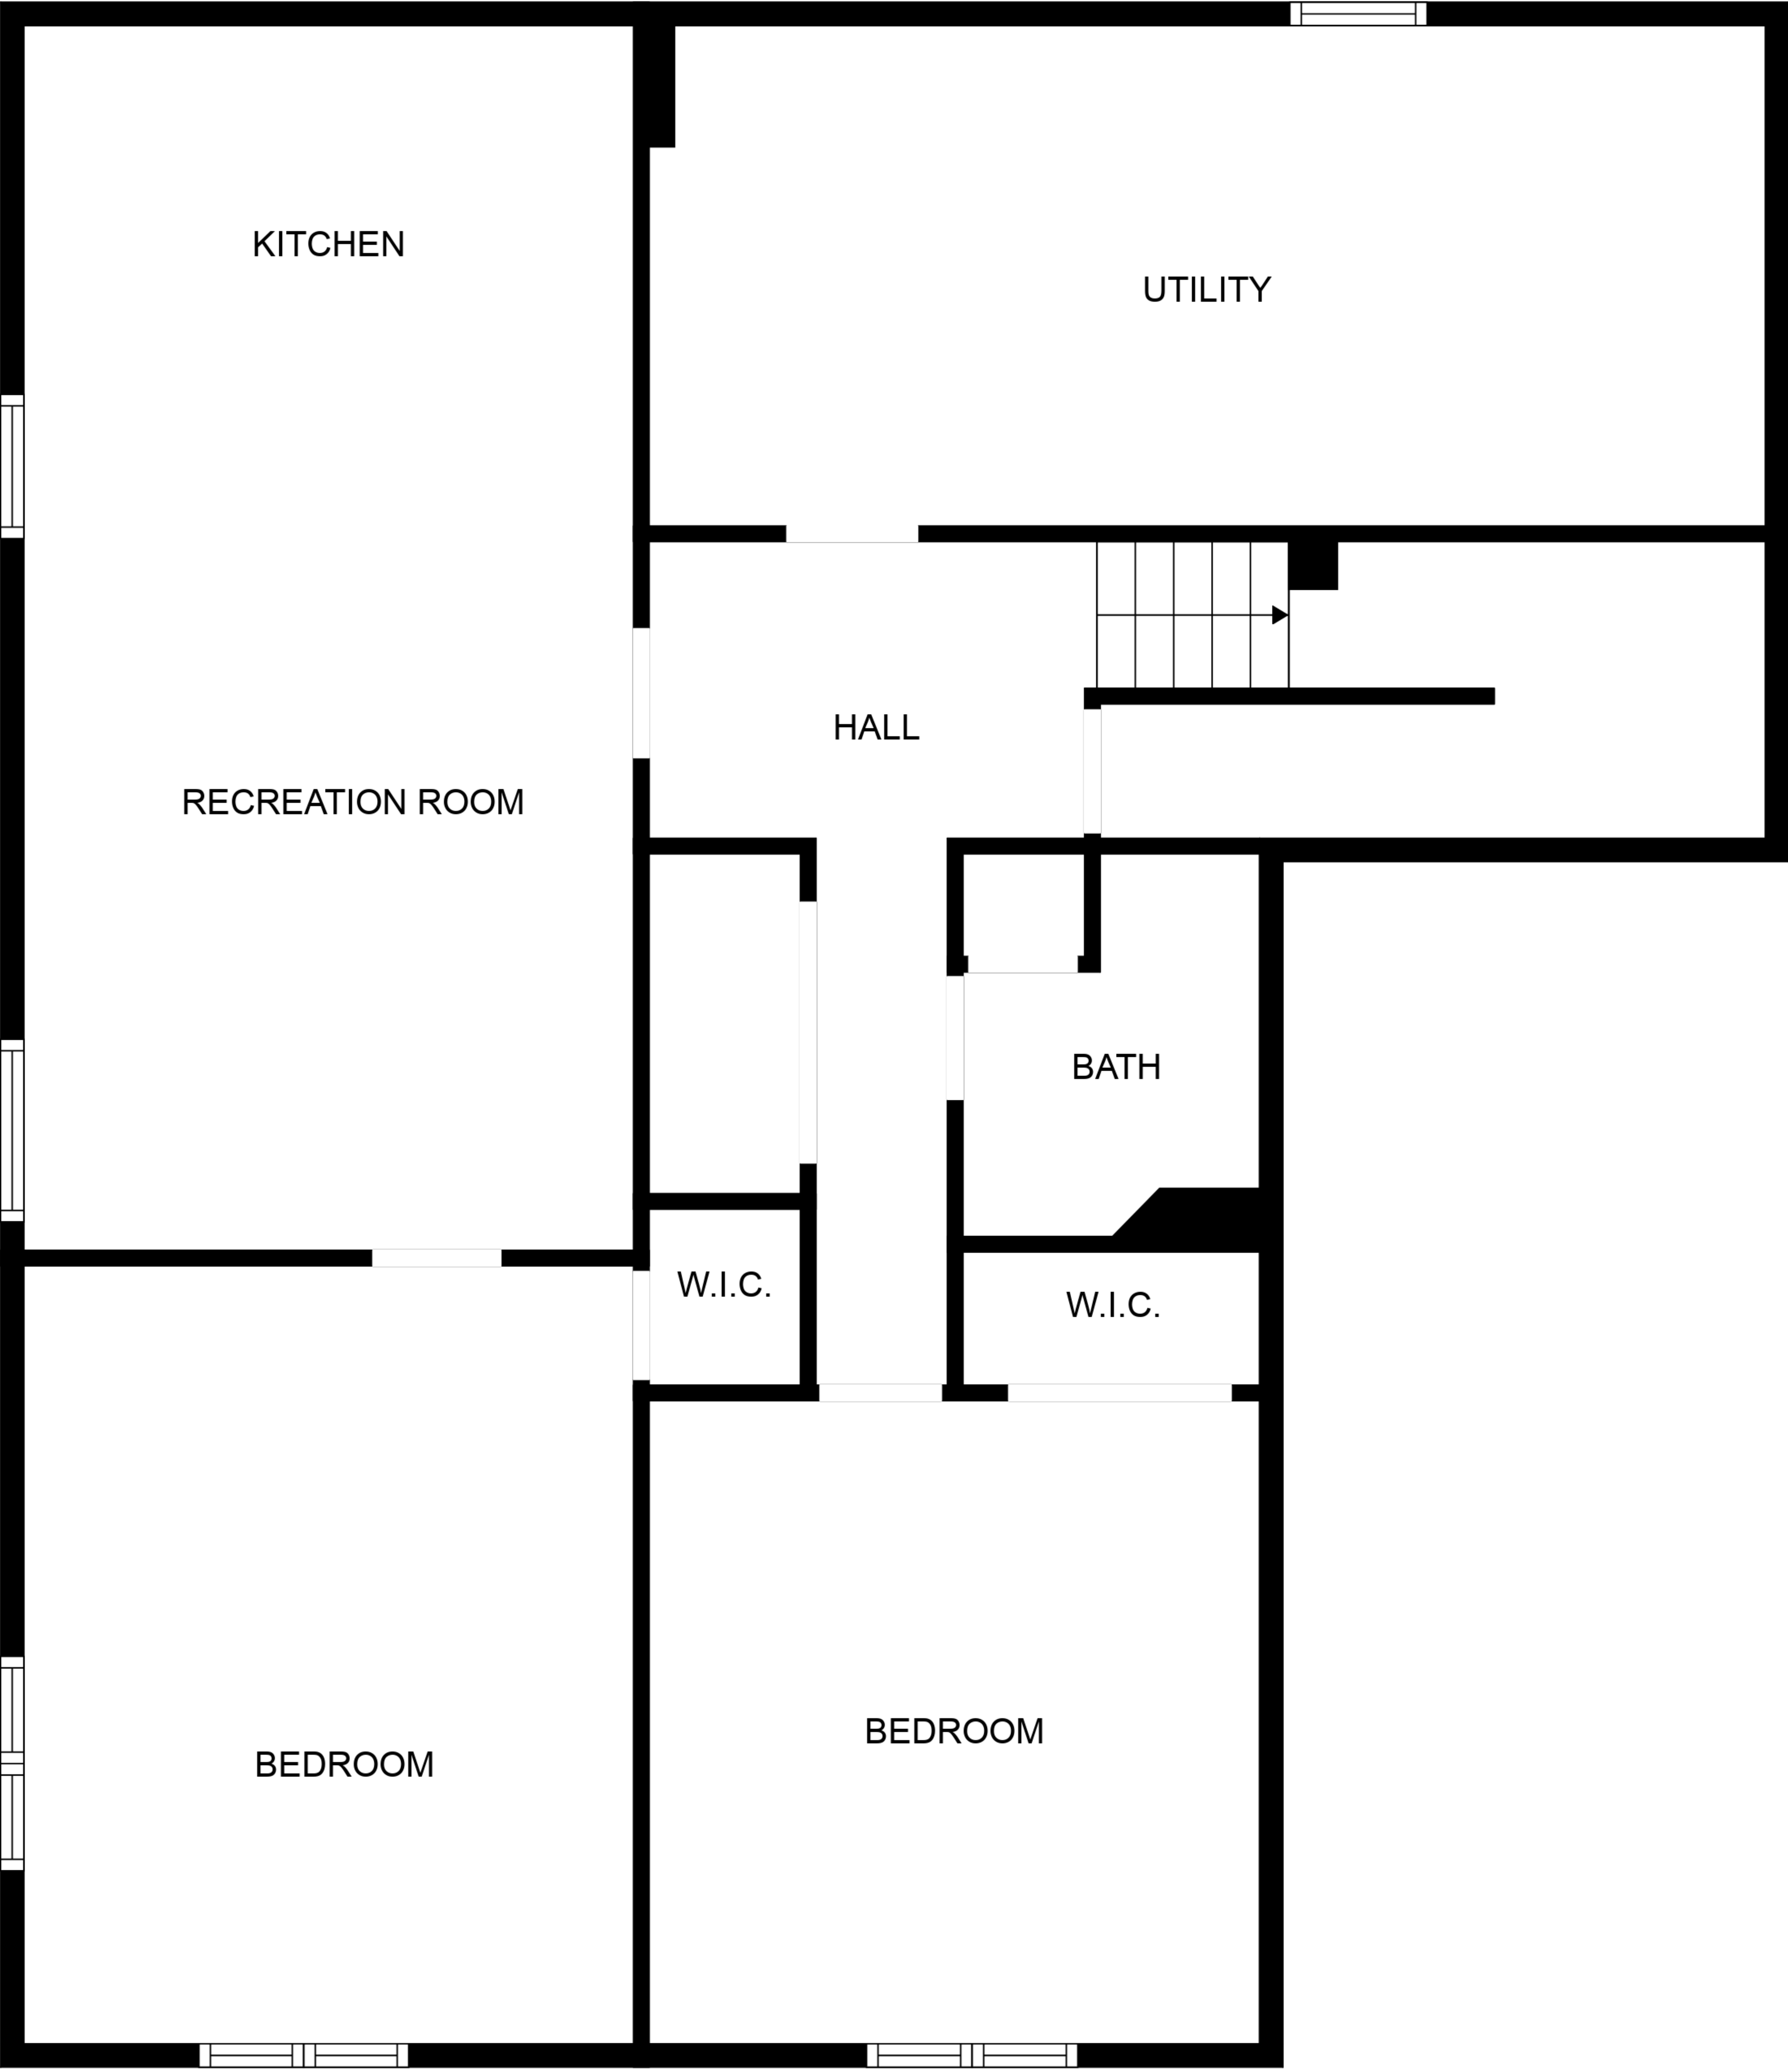 KITCHEN
UTILITY
HALL
RECREATION ROOM
BATH
W.I.C.
W.I.C.
BEDROOM
BEDROOM